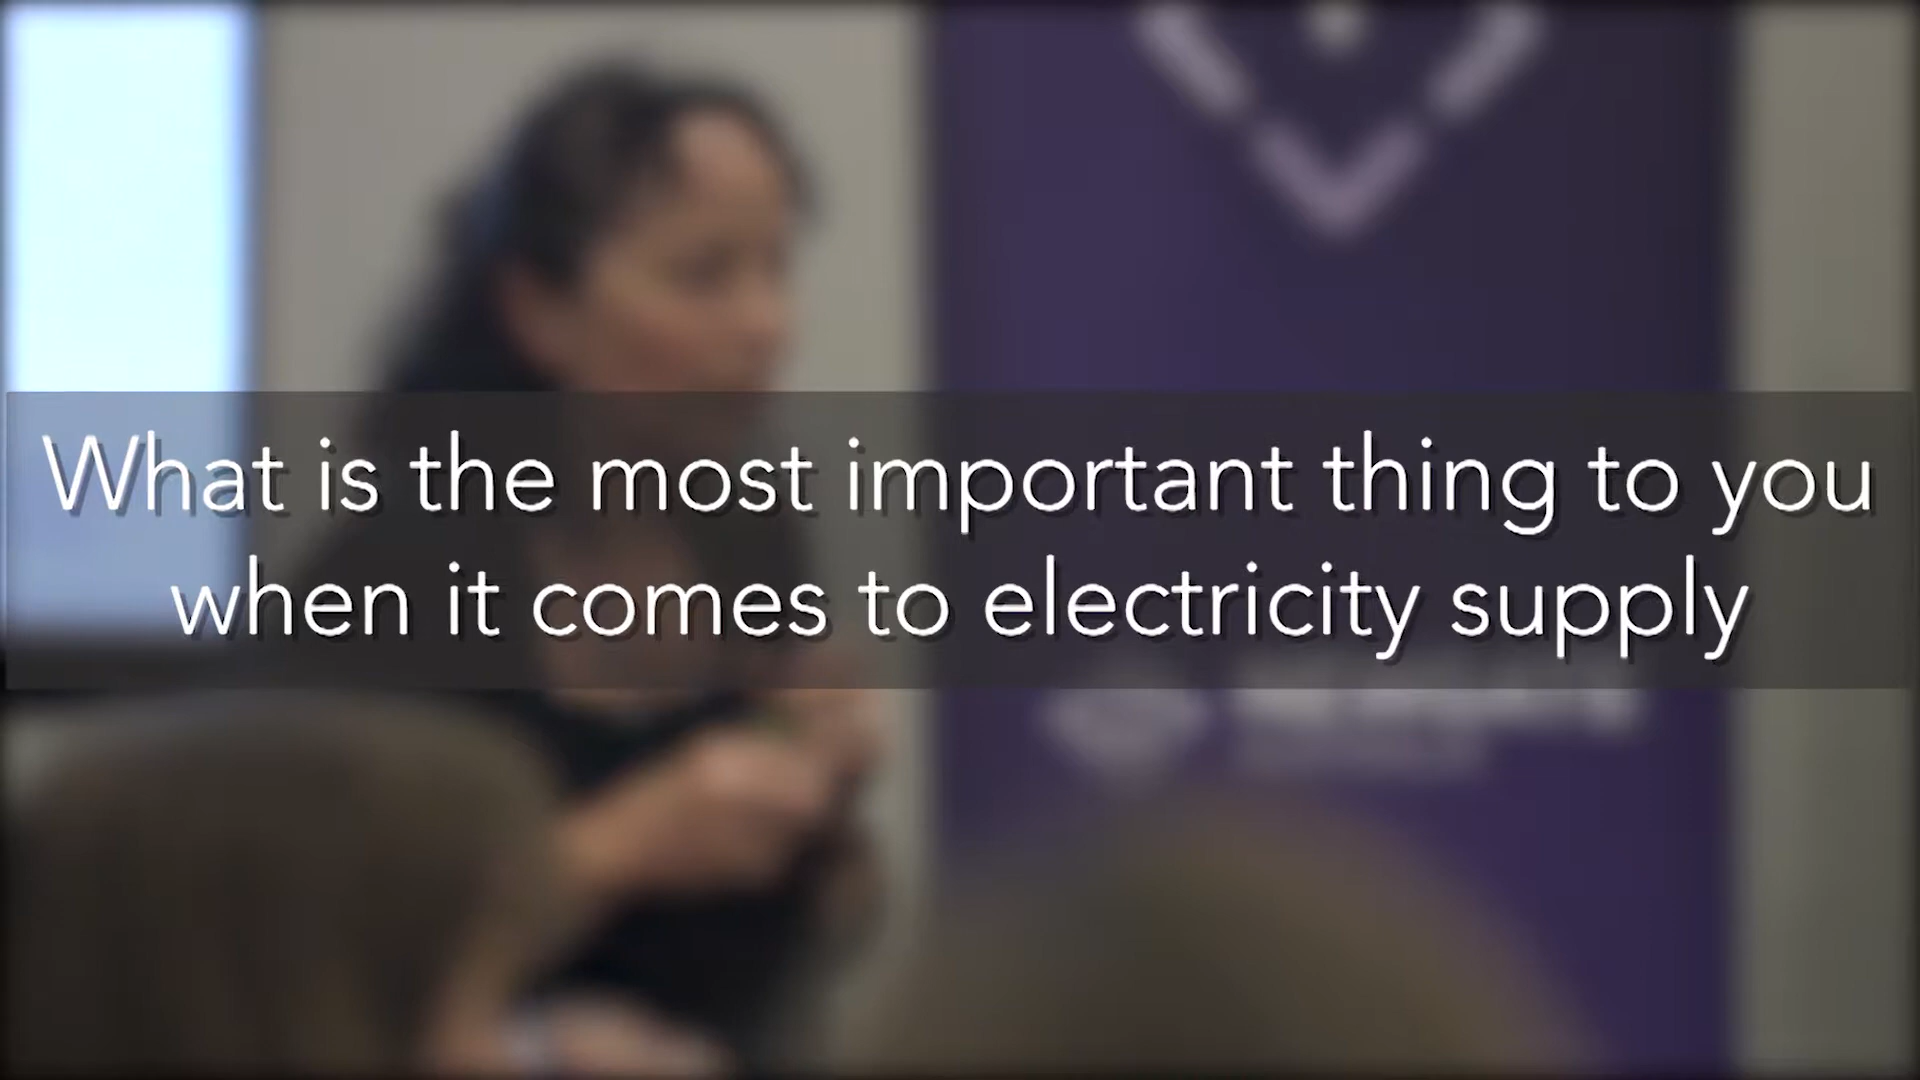 What is the most important thing to you
when it comes to electricity supply